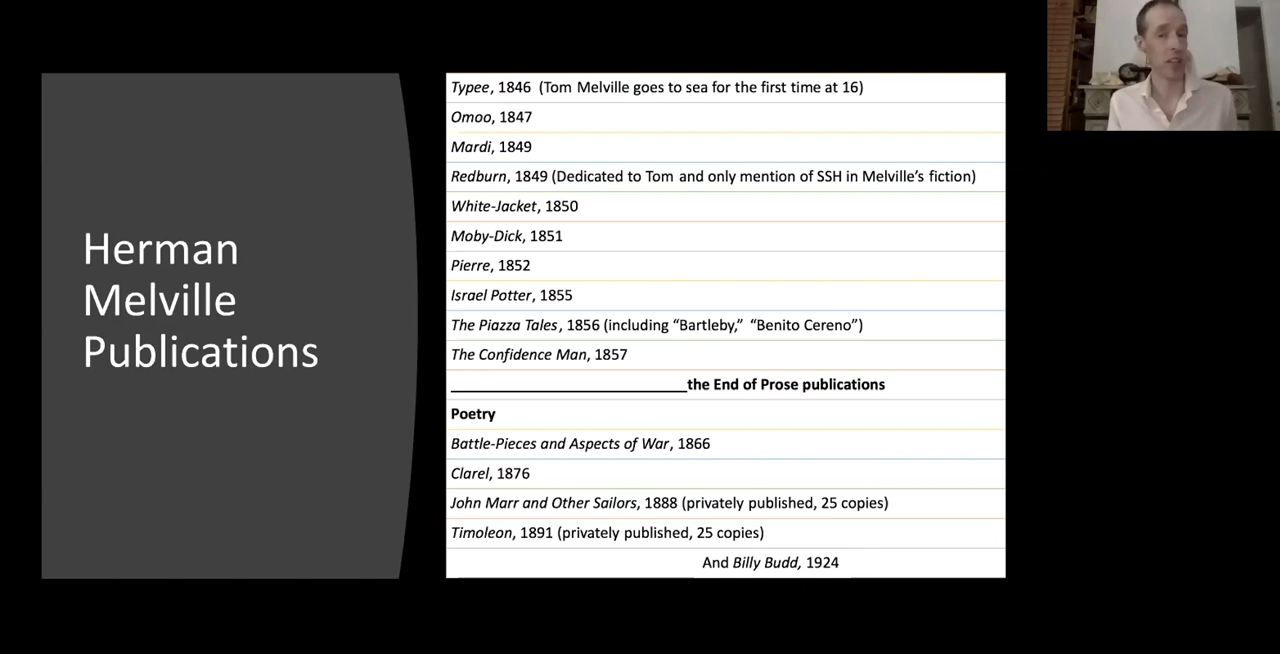 Herman
Melville
Publications
Typee, 1846 (Tom Melville goes to sea for the first time at 16)
Omoo, 1847
Mardi, 1849
Redburn, 1849 (Dedicated to Tom and only mention of SSH in Melville’s fiction)
White-Jacket, 1850
Moby-Dick, 1851
Pierre, 1852
Israel Potter, 1855
The Piazza Tales, 1856 (including “Bartleby,” “Benito Cereno”)
The Confidence Man, 1857
____________________________the End of Prose publications
Poetry
Battle-Pieces and Aspects of War, 1866
Clarel, 1876
John Marr and Other Sailors, 1888 (privately published, 25 copies)
Timoleon, 1891 (privately published, 25 copies)
And Billy Budd, 1924